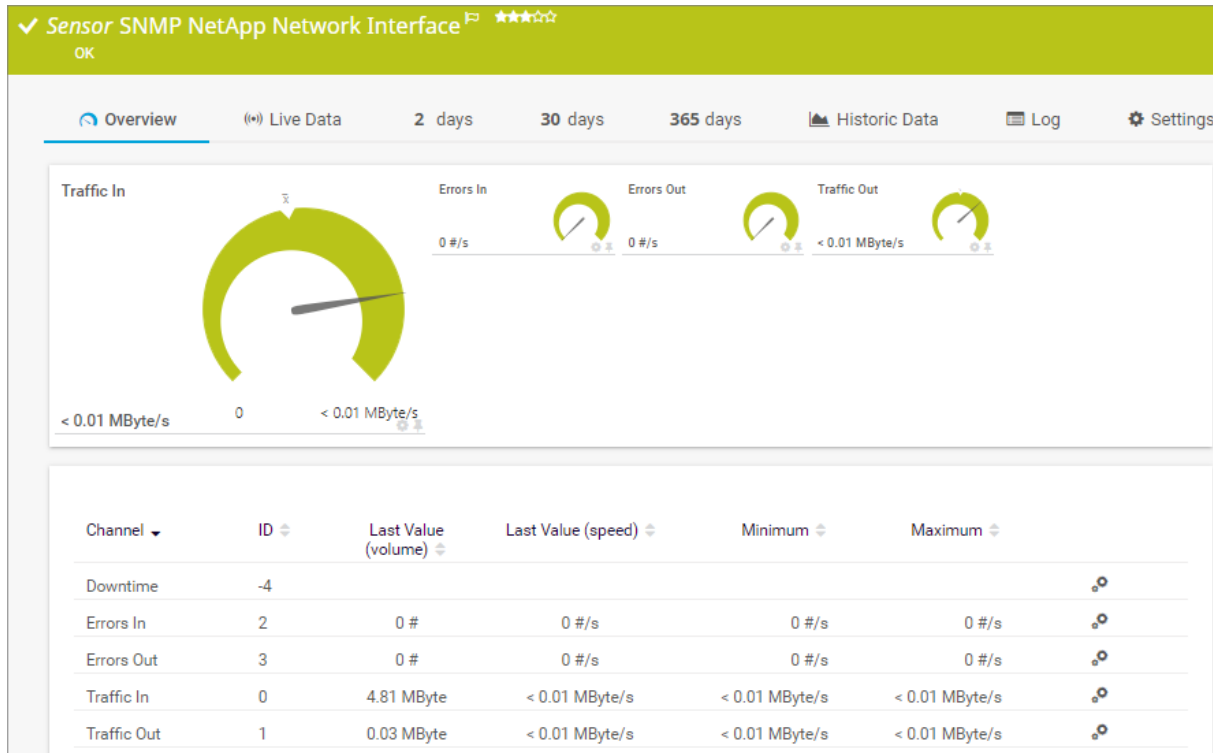 Sensor SNMP NetApp Network Interface
OK
Overview Live Data 2 days 30 days 365 days Historic Data Log Settings
Traffic In Errors In Errors Out Traffic Out
x̅
0 #/s 0 #/s < 0.01 MByte/s
< 0.01 MByte/s 0 < 0.01 MByte/s
Channel ID Last Value (speed) Minimum Maximum
Last Value
(volume)
Downtime -4
Errors In 2 0 # 0 #/s 0 #/s 0 #/s
Errors Out 3 0 # 0 #/s 0 #/s 0 #/s
Traffic In 0 4.81 MByte < 0.01 MByte/s < 0.01 MByte/s < 0.01 MByte/s
Traffic Out 1 0.03 MByte < 0.01 MByte/s < 0.01 MByte/s < 0.01 MByte/s